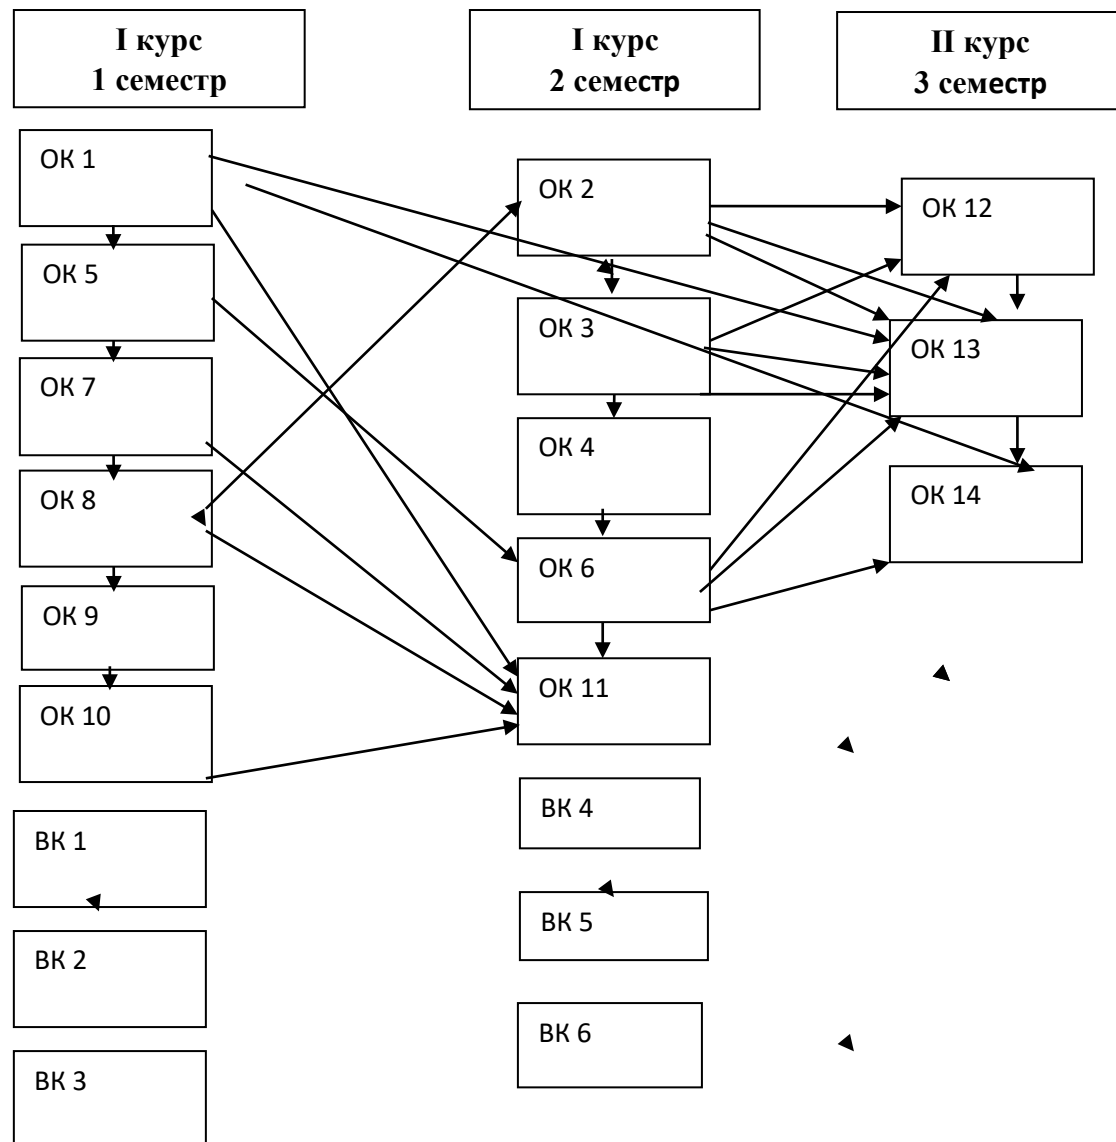 I курс
1 семестр
I курс
2 семестр
II курс
3 семестр
ОК 1
ОК 5
ОК 7
ОК 8
ОК 9
ОК 10
ВК 1
ВК 2
ВК 3
ОК 2
ОК 3
ОК 4
ОК 6
ОК 11
ВК 4
ВК 5
ВК 6
ОК 12
ОК 13
ОК 14